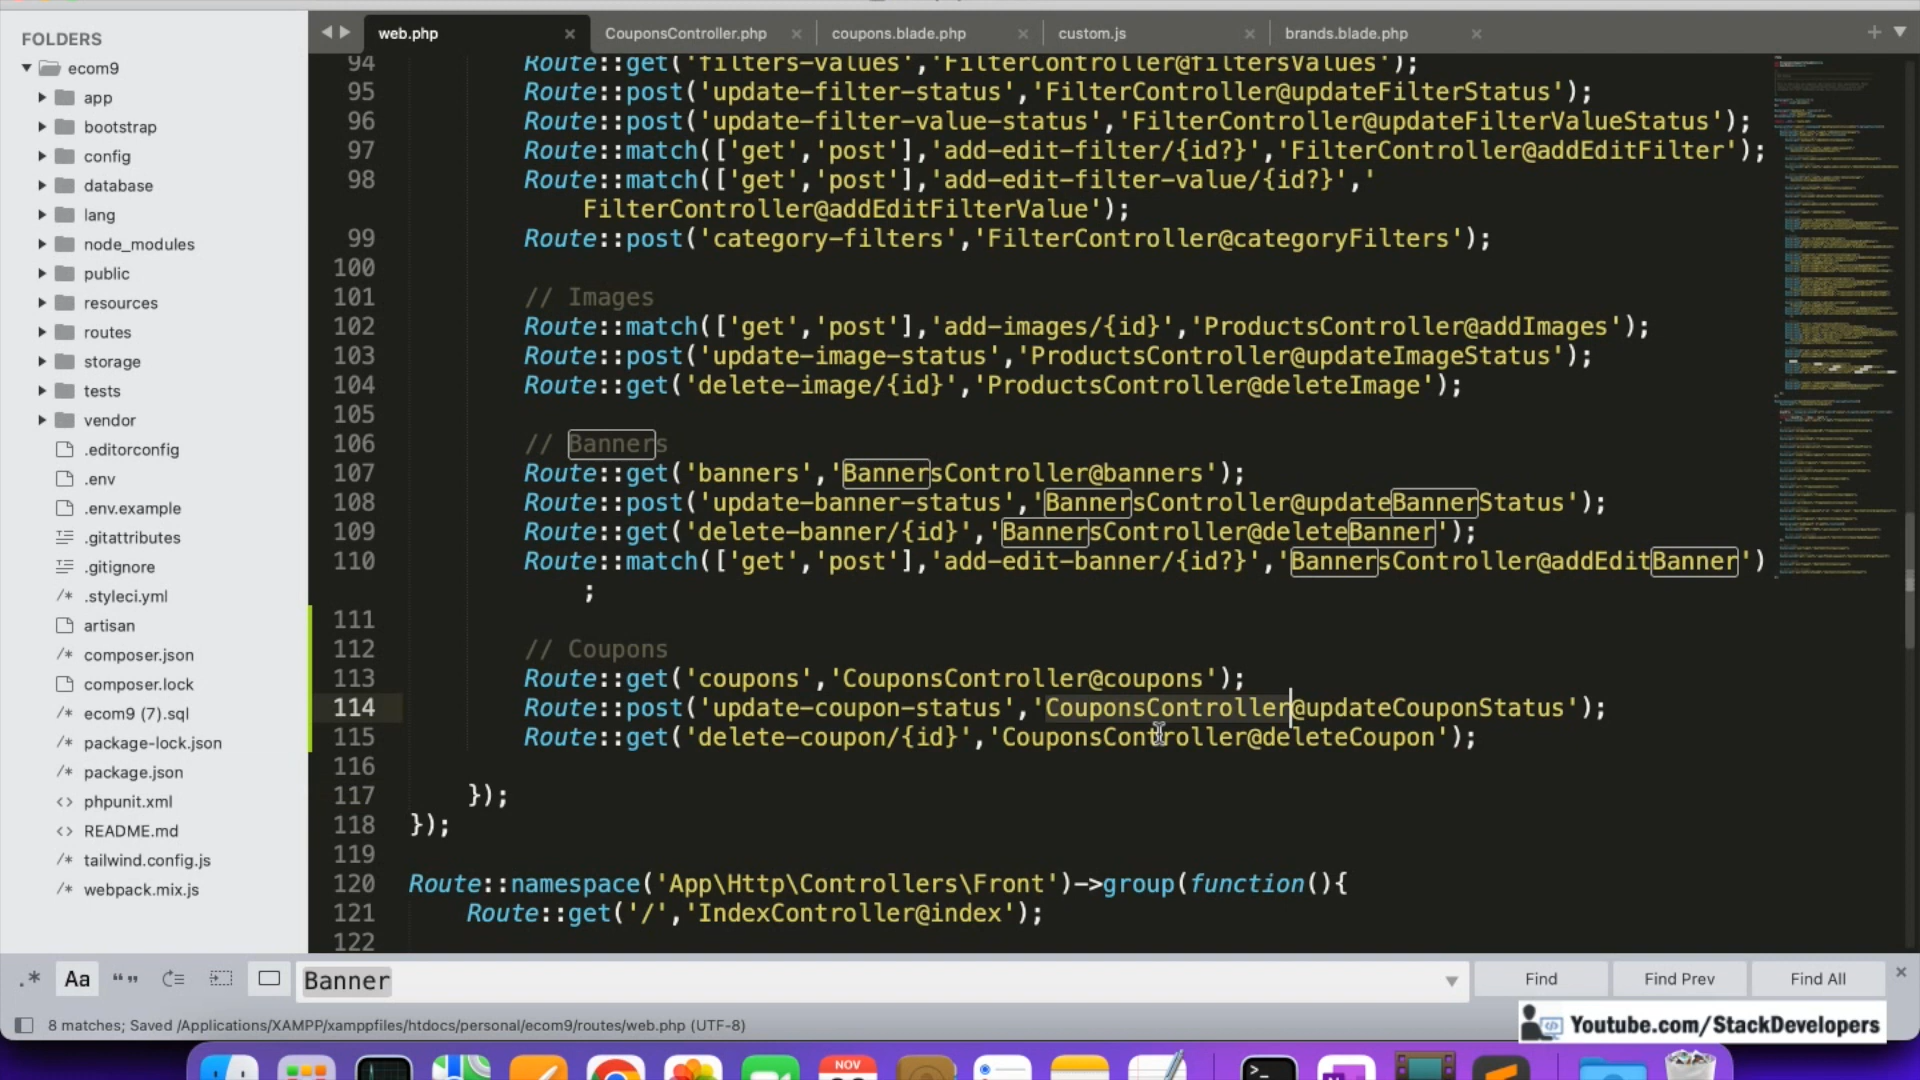 FOLDERS
ecom9
app
bootstrap
config
database
lang
node_modules
public
resources
routes
storage
tests
vendor
.editorconfig
.env
.env.example
.gitattributes
.gitignore
.styleci.yml
artisan
composer.json
composer.lock
ecom9 (7).sql
package-lock.json
package.json
phpunit.xml
README.md
tailwind.config.js
webpack.mix.js
web.php CouponsController.php coupons.blade.php custom.js brands.blade.php
94 Route::get('filters-values','FilterController@filtersValues');
95 Route::post('update-filter-status','FilterController@updateFilterStatus');
96 Route::post('update-filter-value-status','FilterController@updateFilterValueStatus');
97 Route::match(['get','post'],'add-edit-filter/{id?}','FilterController@addEditFilter');
98 Route::match(['get','post'],'add-edit-filter-value/{id?}','
FilterController@addEditFilterValue');
99 Route::post('category-filters','FilterController@categoryFilters');
100
101 // Images
102 Route::match(['get','post'],'add-images/{id}','ProductsController@addImages');
103 Route::post('update-image-status','ProductsController@updateImageStatus');
104 Route::get('delete-image/{id}','ProductsController@deleteImage');
105
106 // Banners
107 Route::get('banners','BannersController@banners');
108 Route::post('update-banner-status','BannersController@updateBannerStatus');
109 Route::get('delete-banner/{id}','BannersController@deleteBanner');
110 Route::match(['get','post'],'add-edit-banner/{id?}','BannersController@addEditBanner')
;
111
112 // Coupons
113 Route::get('coupons','CouponsController@coupons');
114 Route::post('update-coupon-status','CouponsController@updateCouponStatus');
115 Route::get('delete-coupon/{id}','CouponsController@deleteCoupon');
116
117 });
118 });
119
120 Route::namespace('App\Http\Controllers\Front')->group(function(){
121 Route::get('/','IndexController@index');
122
.* Aa “” Banner Find Find Prev Find All
8 matches; Saved /Applications/XAMPP/xamppfiles/htdocs/personal/ecom9/routes/web.php (UTF-8)
Youtube.com/StackDevelopers
NOV